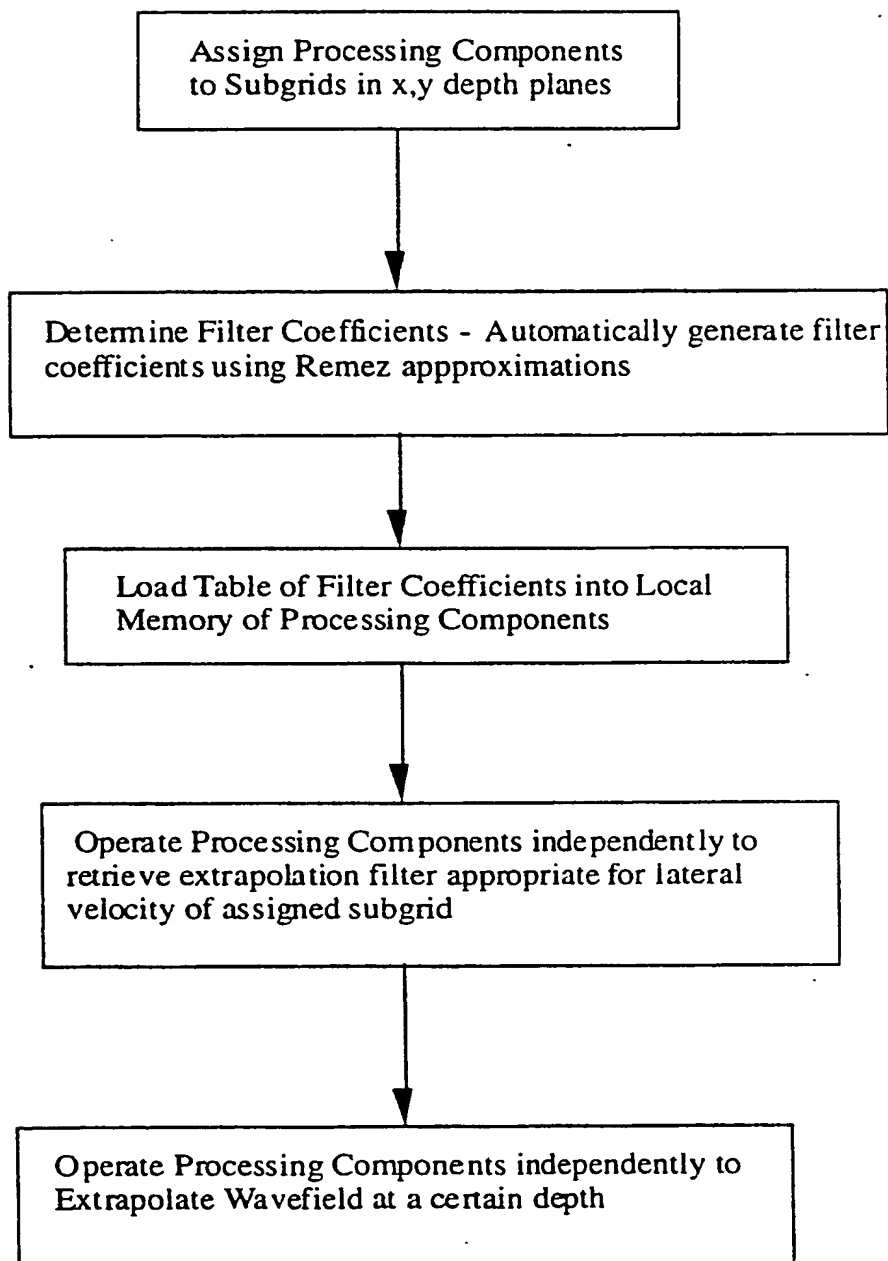 Assign Processing Components
to Subgrids in x,y depth planes
Determine Filter Coefficients - Automatically generate filter
coefficients using Remez appproximations
Load Table of Filter Coefficients into Local
Memory of Processing Components
Operate Processing Components independently to
retrieve extrapolation filter appropriate for lateral
velocity of assigned subgrid
Operate Processing Components independently to
Extrapolate Wavefield at a certain depth